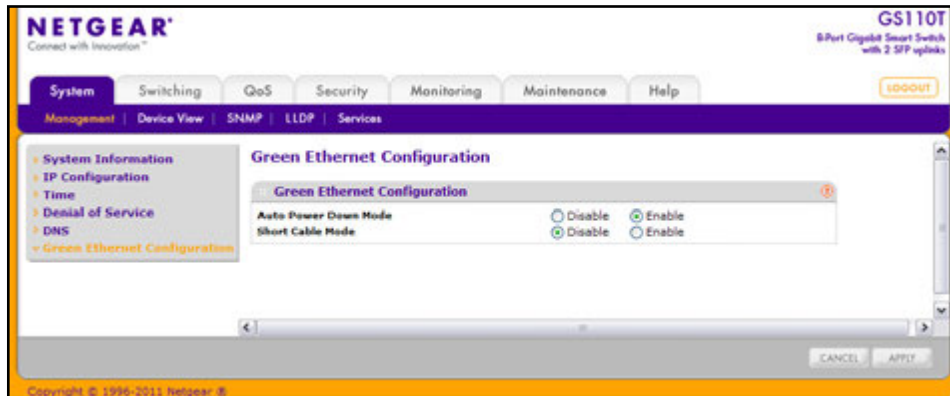 NETGEAR®
Connect with Innovation™
GS110T
8-Port Gigabit Smart Switch
with 2 SFP uplinks
System Switching QoS Security Monitoring Maintenance Help LOGOUT
Management | Device View | SNMP | LLDP | Services
System Information
IP Configuration
Time
Denial of Service
DNS
Green Ethernet Configuration
Green Ethernet Configuration
Green Ethernet Configuration
Auto Power Down Mode Disable Enable
Short Cable Mode Disable Enable
CANCEL APPLY
Copyright © 1996-2011 Netgear ®